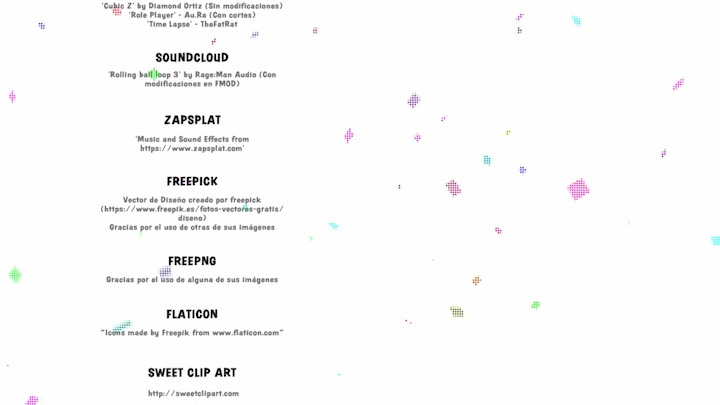 'Cubic Z' by Diamond Ortiz (Sin modificaciones)
'Role Player' - Au.Ra (Con cortes)
'Time Lapse' - TheFatRat
SOUNDCLOUD
'Rolling ball loop 3' by Rage:Man Audio (Con
modificaciones en FMOD)
ZAPSPLAT
'Music and Sound Effects from
https://www.zapsplat.com'
FREEPICK
Vector de Diseño creado por freepick
(https://www.freepik.es/fotos-vectores-gratis/
diseno)
Gracias por el uso de otras de sus imágenes
FREEPNG
Gracias por el uso de alguna de sus imágenes
FLATICON
"Icons made by Freepik from www.flaticon.com"
SWEET CLIP ART
http://sweetclipart.com